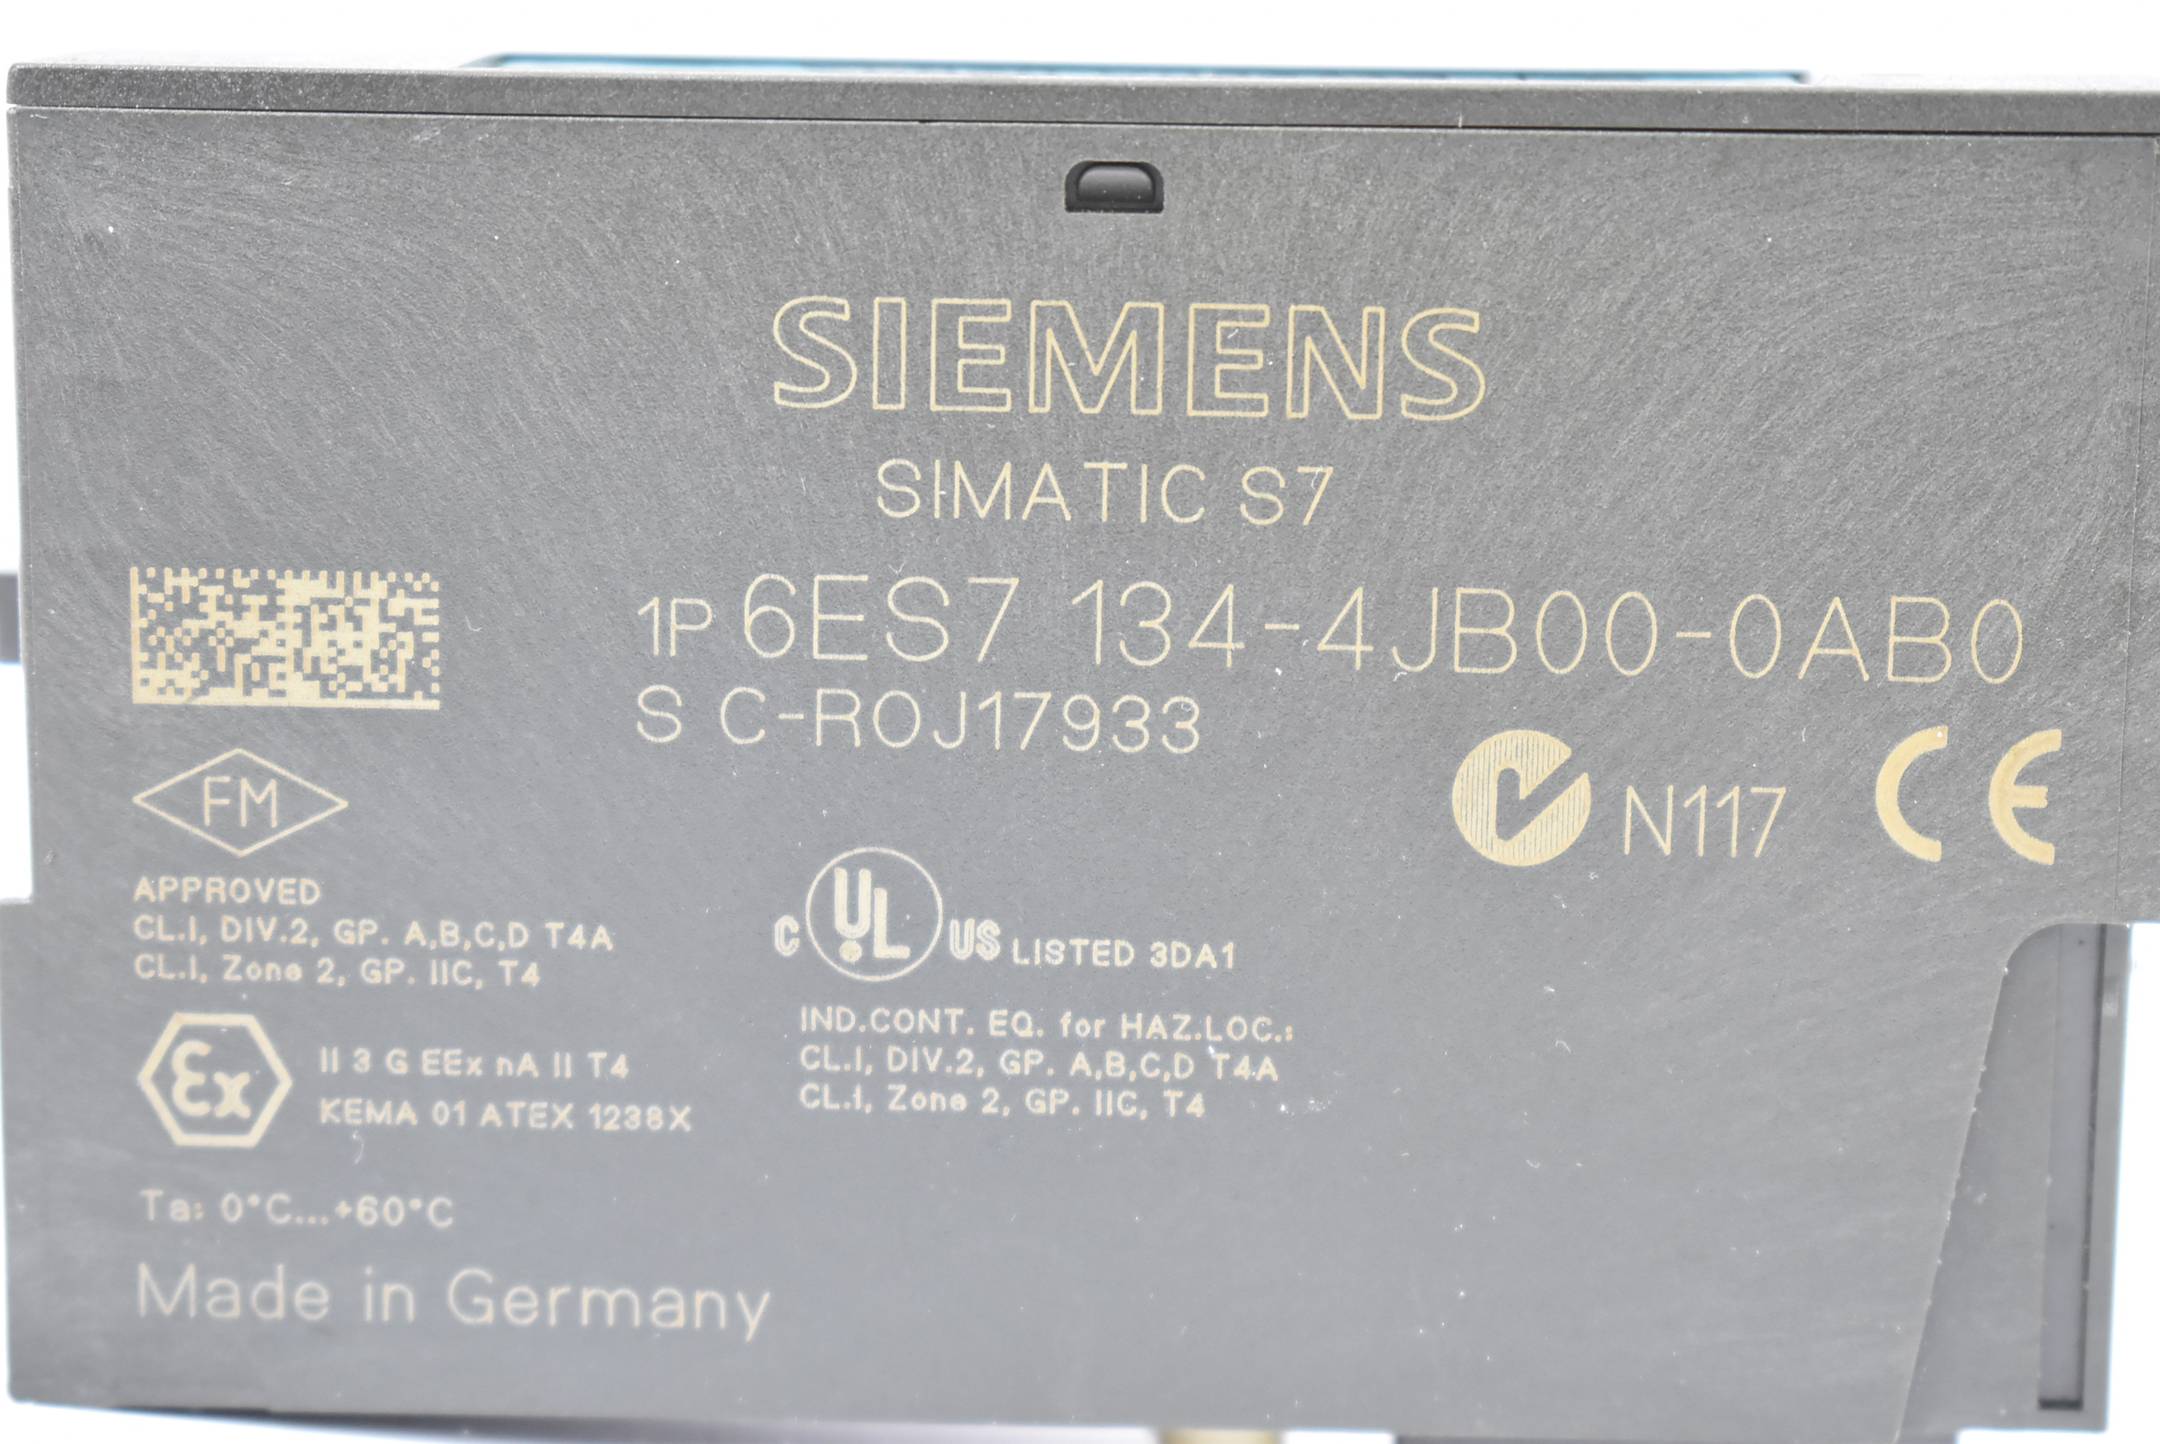 SIEMENS
SIMATIC S7
1P 6ES7 134-4JB00-0AB0
S C-R0J17933
N117 CE
FM
APPROVED
CL.I, DIV.2, GP. A,B,C,D T4A
CL.I, Zone 2, GP. IIC, T4
C UL US LISTED 3DA1
IND.CONT. EQ. for HAZ.LOC.:
CL.I, DIV.2, GP. A,B,C,D T4A
CL.I, Zone 2, GP. IIC, T4
Ex II 3 G EEx nA II T4
KEMA 01 ATEX 1238X
Ta: 0°C...+60°C
Made in Germany